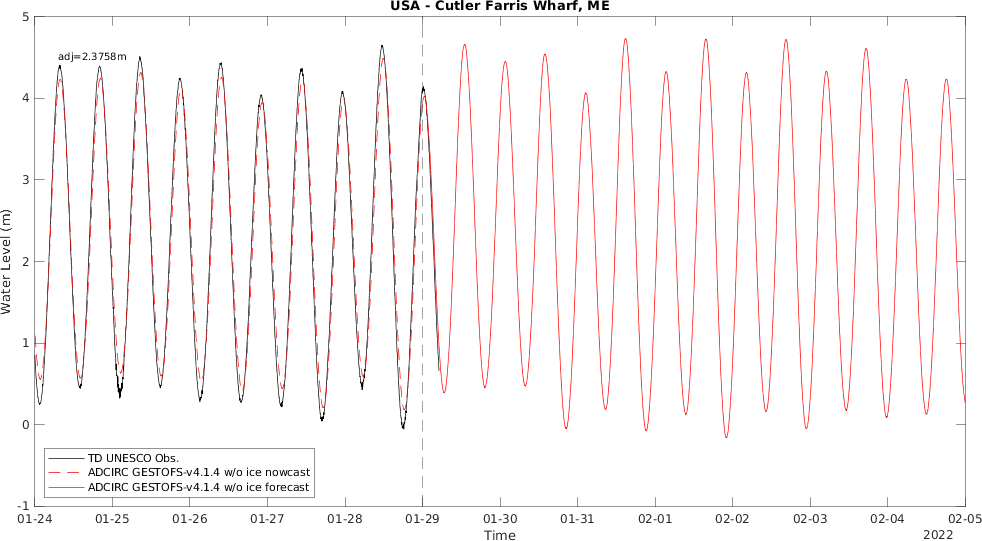 USA - Cutler Farris Wharf, ME
adj=2.3758m
5
4
3
2
1
0
-1
Water Level (m)
TD UNESCO Obs.
ADCIRC GESTOFS-v4.1.4 w/o ice nowcast
ADCIRC GESTOFS-v4.1.4 w/o ice forecast
01-24 01-25 01-26 01-27 01-28 01-29 01-30 01-31 02-01 02-02 02-03 02-04 02-05
Time
2022